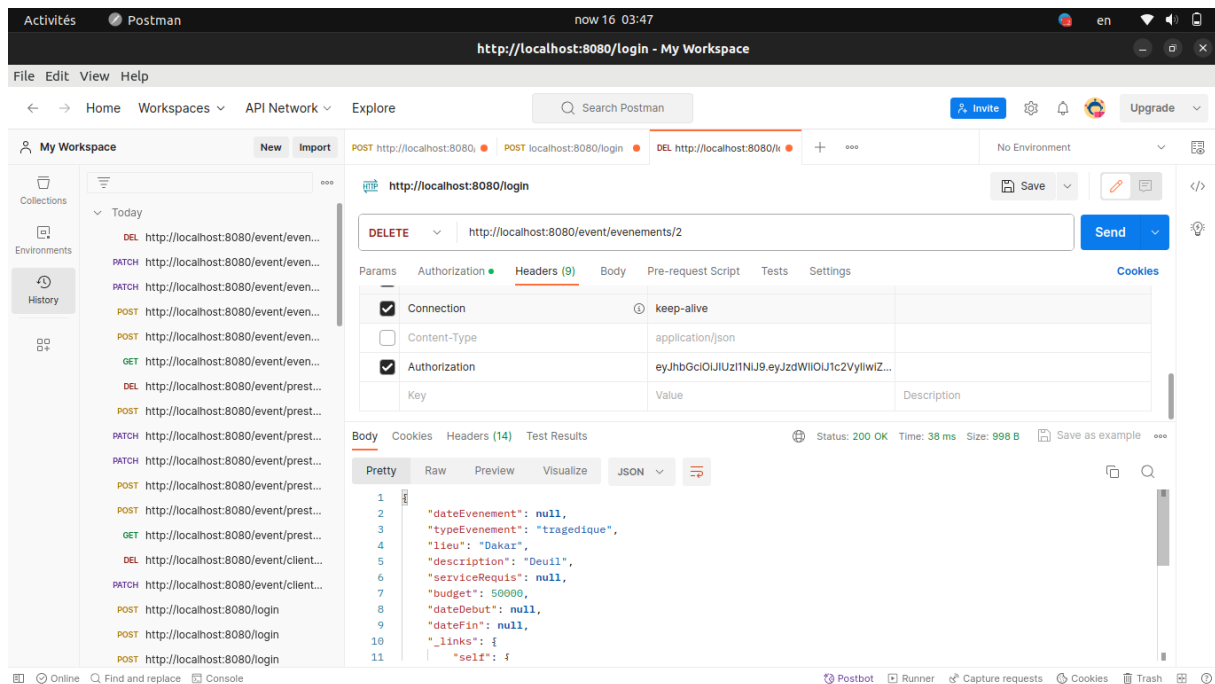 Activités Postman now 16 03:47 en
http://localhost:8080/login - My Workspace
File Edit View Help
Home Workspaces API Network Explore Search Postman Invite Upgrade
My Workspace New Import POST http://localhost:8080/ POST localhost:8080/login DEL http://localhost:8080/lo No Environment
Collections
Environments
History
Today
DEL http://localhost:8080/event/even...
PATCH http://localhost:8080/event/even...
PATCH http://localhost:8080/event/even...
POST http://localhost:8080/event/even...
POST http://localhost:8080/event/even...
GET http://localhost:8080/event/even...
DEL http://localhost:8080/event/prest...
POST http://localhost:8080/event/prest...
PATCH http://localhost:8080/event/prest...
PATCH http://localhost:8080/event/prest...
POST http://localhost:8080/event/prest...
POST http://localhost:8080/event/prest...
GET http://localhost:8080/event/prest...
DEL http://localhost:8080/event/client...
PATCH http://localhost:8080/event/client...
POST http://localhost:8080/login
POST http://localhost:8080/login
POST http://localhost:8080/login
HTTP http://localhost:8080/login Save
DELETE http://localhost:8080/event/evenements/2 Send
Params Authorization Headers (9) Body Pre-request Script Tests Settings Cookies
Connection keep-alive
Content-Type application/json
Authorization eyJhbGciOiJIUzI1NiJ9.eyJzdWIiOiJ1c2VyIiwiZ...
Key Value Description
Body Cookies Headers (14) Test Results Status: 200 OK Time: 38 ms Size: 998 B Save as example
Pretty Raw Preview Visualize JSON
1 {
2 "dateEvenement": null,
3 "typeEvenement": "tragedique",
4 "lieu": "Dakar",
5 "description": "Deuil",
6 "serviceRequis": null,
7 "budget": 50000,
8 "dateDebut": null,
9 "dateFin": null,
10 "_links": {
11 "self": {
Online Find and replace Console Postbot Runner Capture requests Cookies Trash